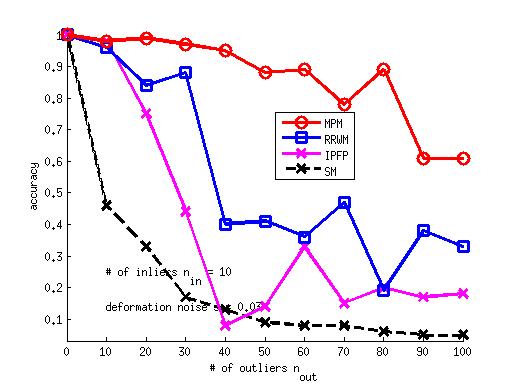 1
0.9
0.8
0.7
0.6
0.5
0.4
0.3
0.2
0.1
accuracy
MPM
RRWM
IPFP
SM
# of inliers n in = 10
deformation noise s = 0.03
0 10 20 30 40 50 60 70 80 90 100
# of outliers n out